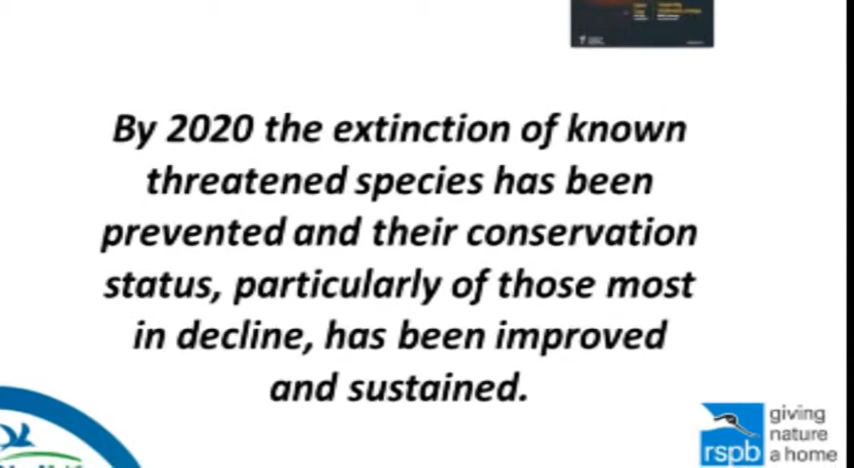 By 2020 the extinction of known
threatened species has been
prevented and their conservation
status, particularly of those most
in decline, has been improved
and sustained.
rspb
giving
nature
a home